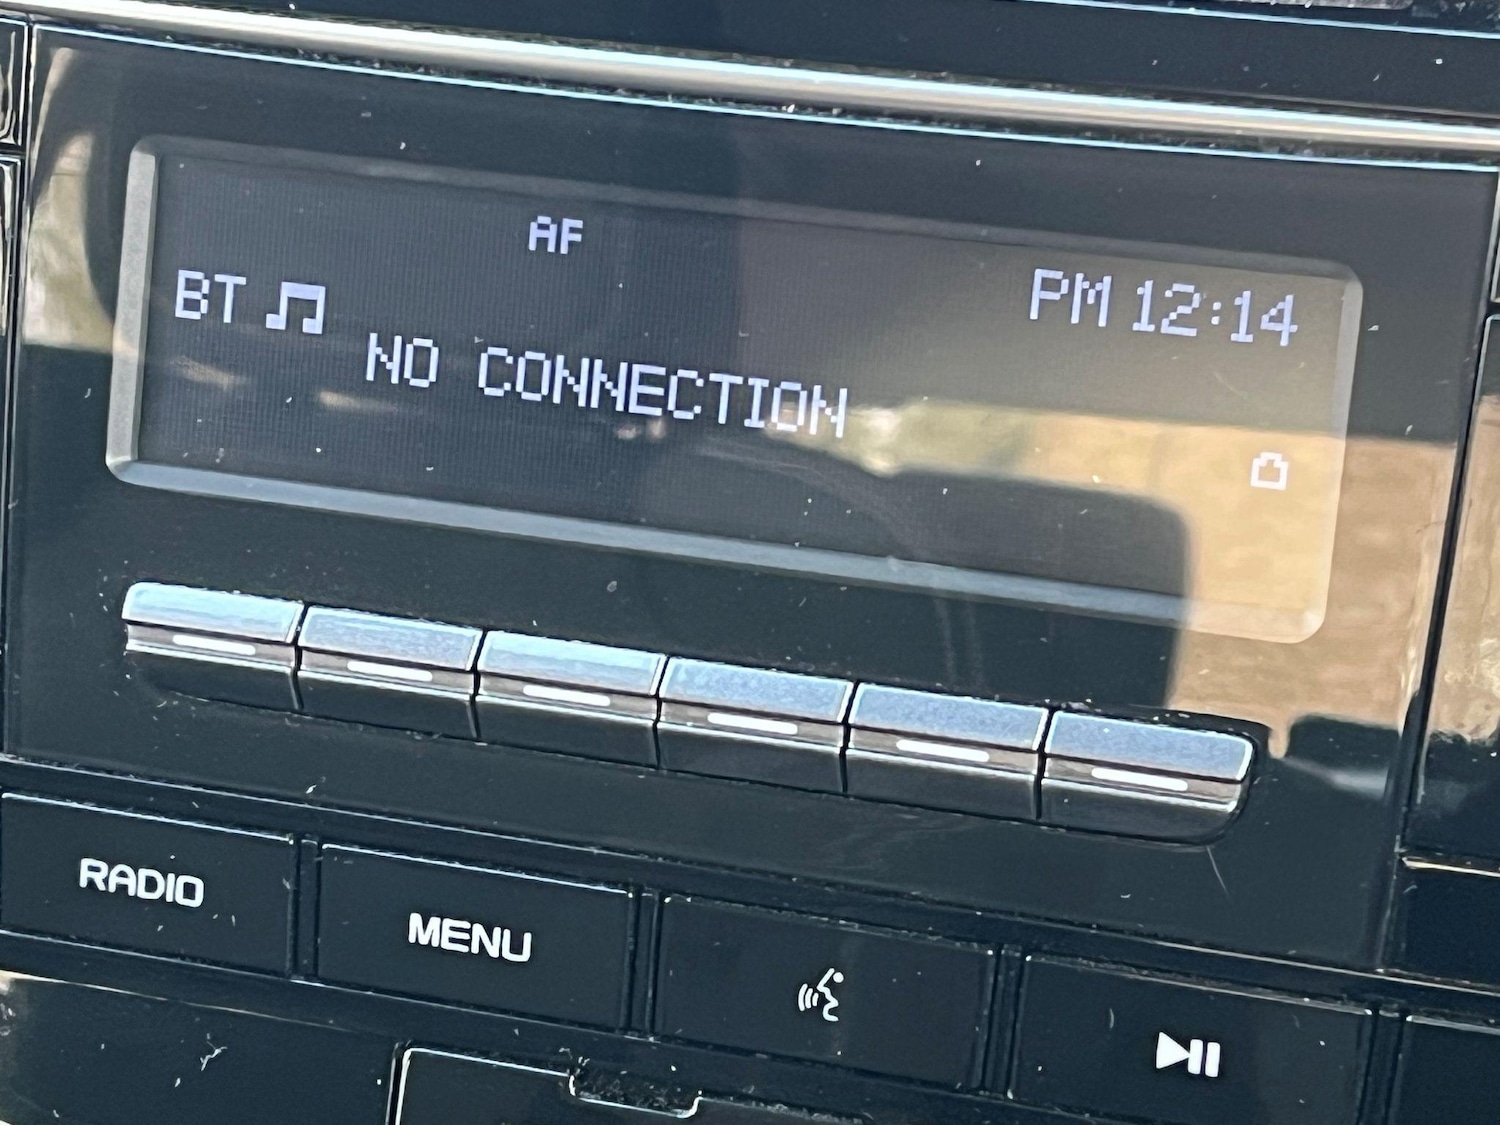 AF
BT
PM 12:14
NO CONNECTION
RADIO
MENU